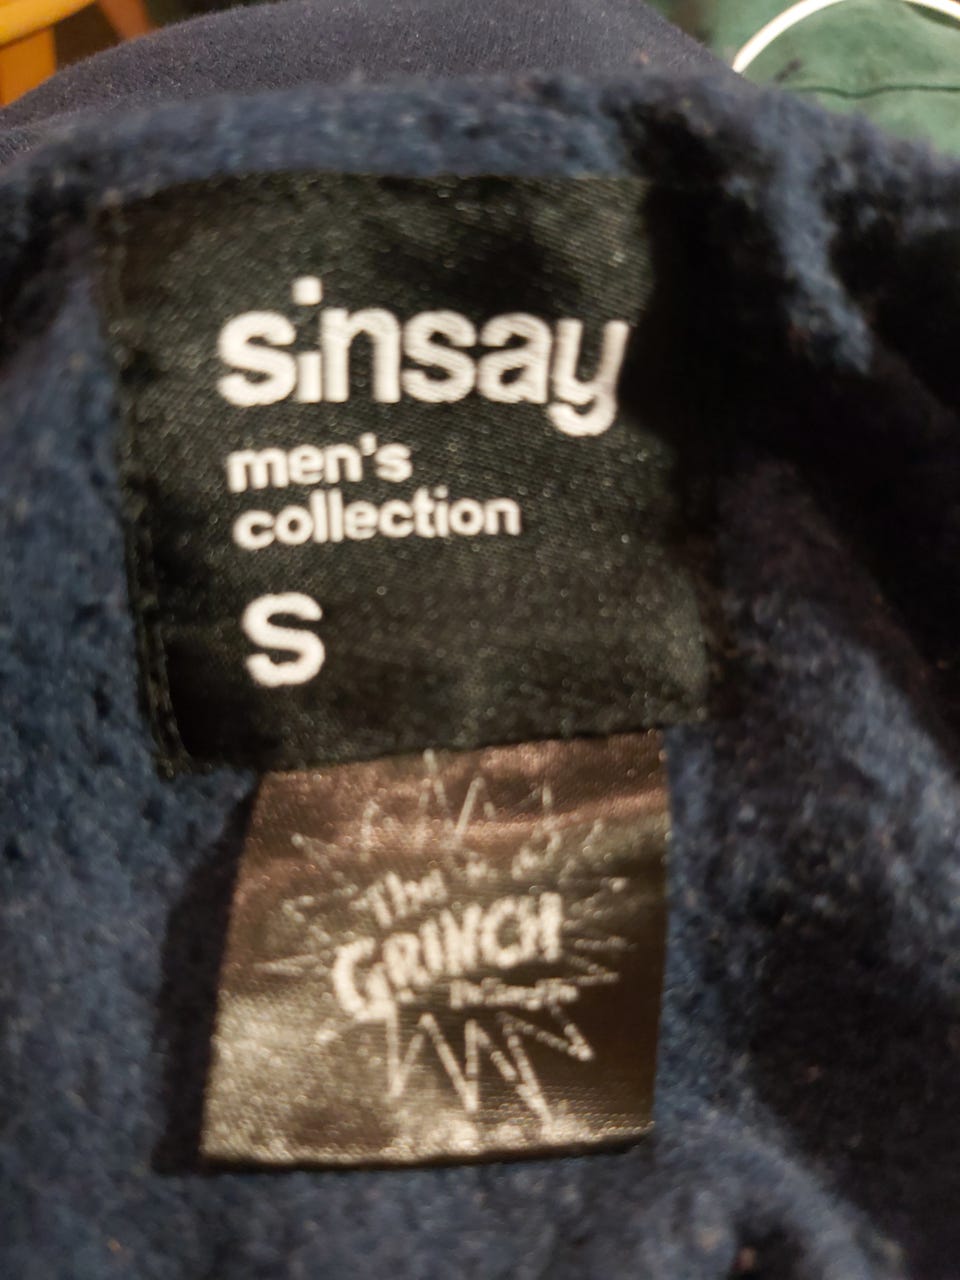 sinsay
men's
collection
S
The
GRINCH